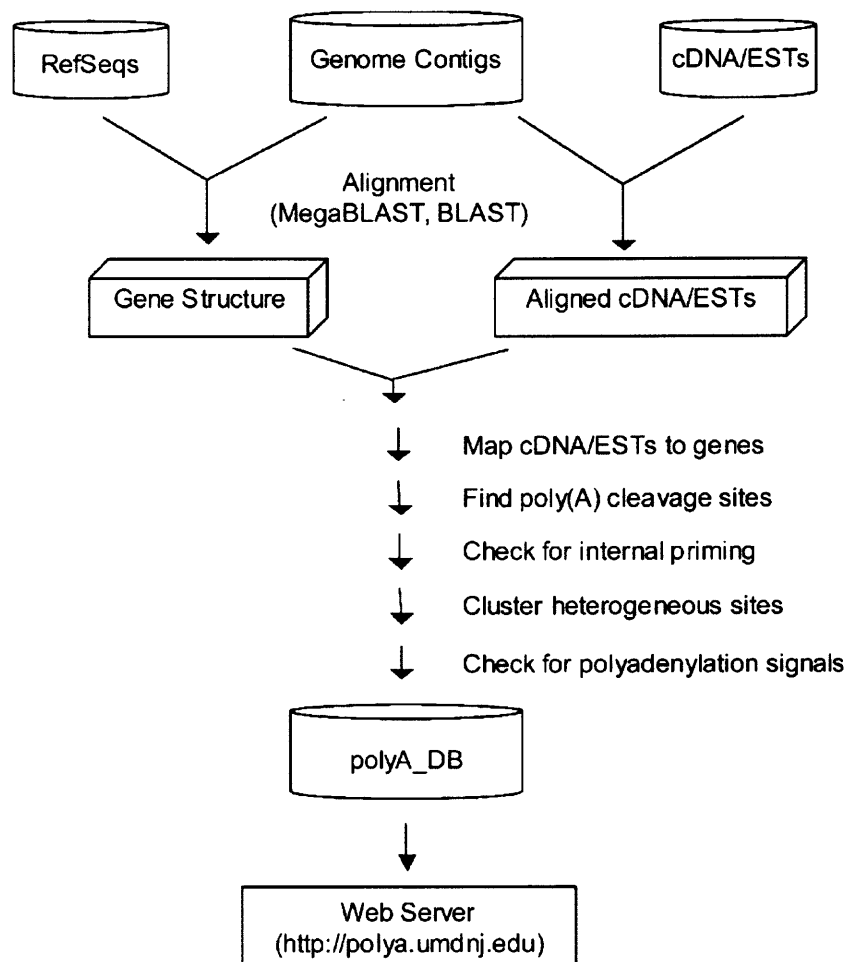 RefSeqs
Genome Contigs
cDNA/ESTs
Alignment
(MegaBLAST, BLAST)
Gene Structure
Aligned cDNA/ESTs
Map cDNA/ESTs to genes
Find poly(A) cleavage sites
Check for internal priming
Cluster heterogeneous sites
Check for polyadenylation signals
polyA_DB
Web Server
(http://polya.umdnj.edu)